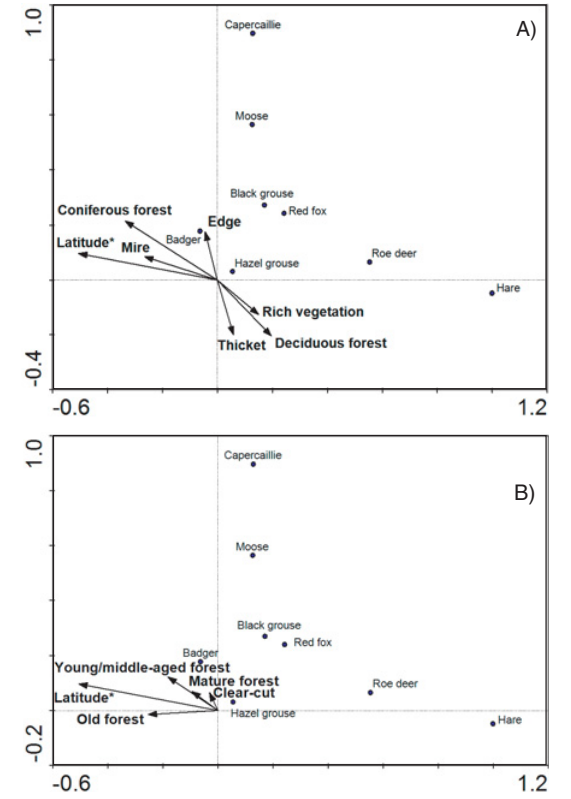 1.0
A)
Capercaillie
Moose
Black grouse
Red fox
Coniferous forest
Edge
Badger
Latitude*
Mire
Hazel grouse
Roe deer
Hare
Rich vegetation
Thicket
Deciduous forest
-0.4
-0.6
1.2
1.0
B)
Capercaillie
Moose
Black grouse
Red fox
Badger
Young/middle-aged forest
Mature forest
Roe deer
Latitude*
Clear-cut
Hazel grouse
Old forest
Hare
-0.2
-0.6
1.2